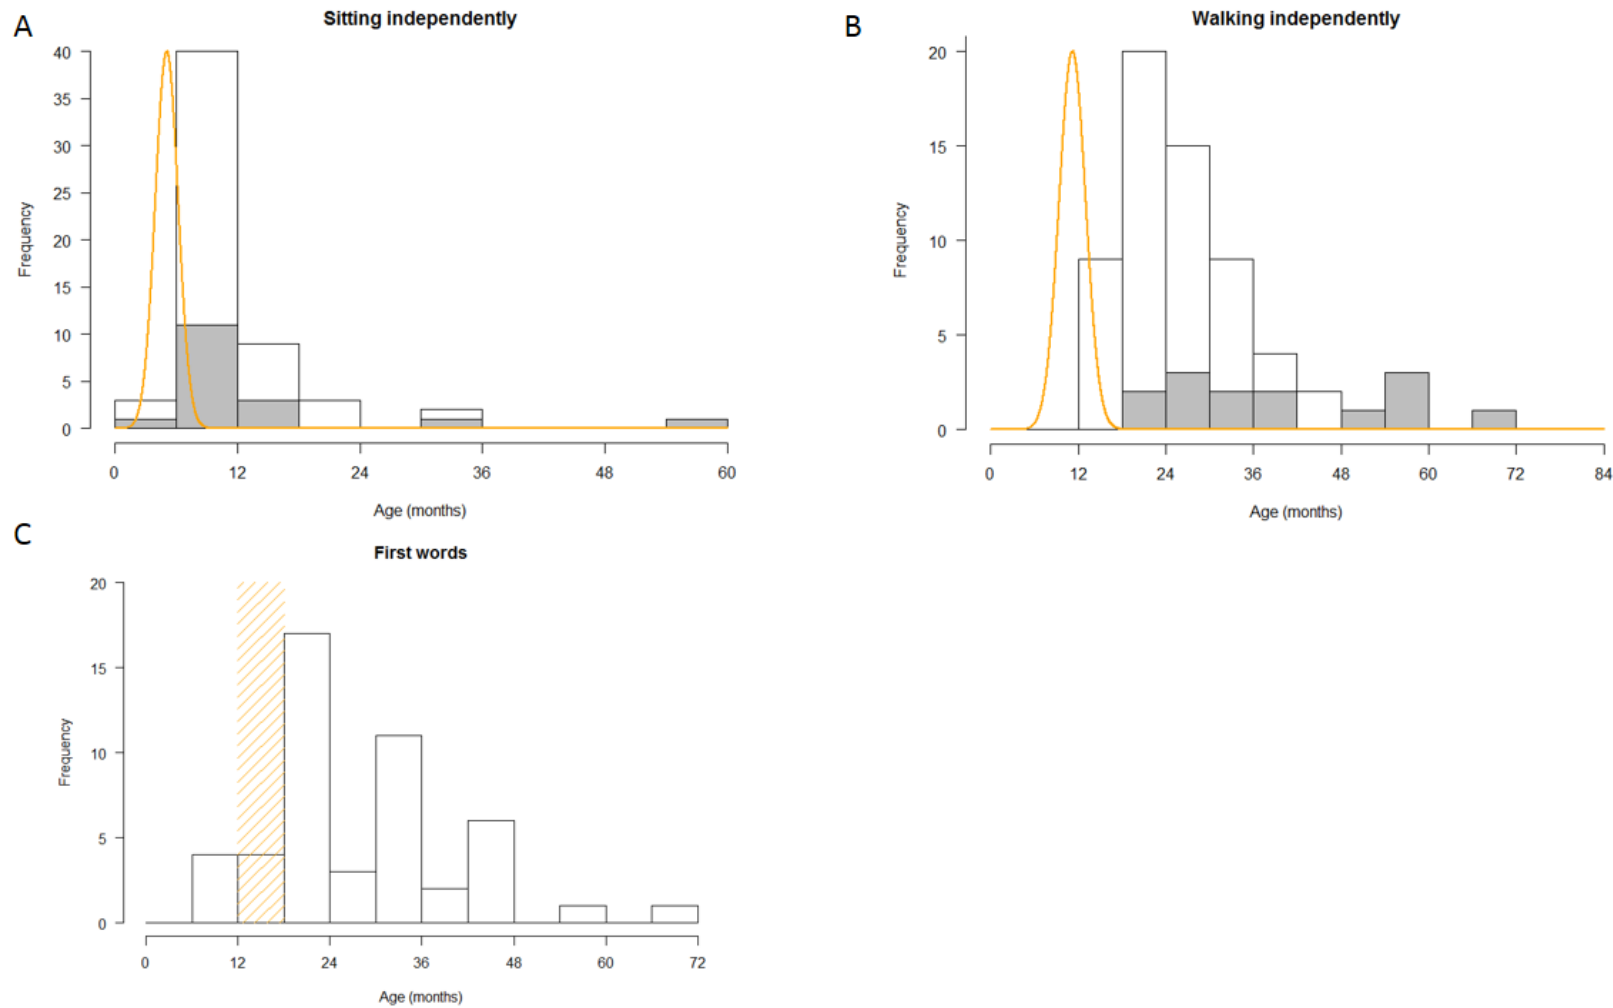 A
Sitting independently
40
35
30
25
20
15
10
5
0
Frequency
0 12 24 36 48 60
Age (months)
B
Walking independently
20
15
10
5
0
Frequency
0 12 24 36 48 60 72 84
Age (months)
C
First words
20
15
10
5
0
Frequency
0 12 24 36 48 60 72
Age (months)